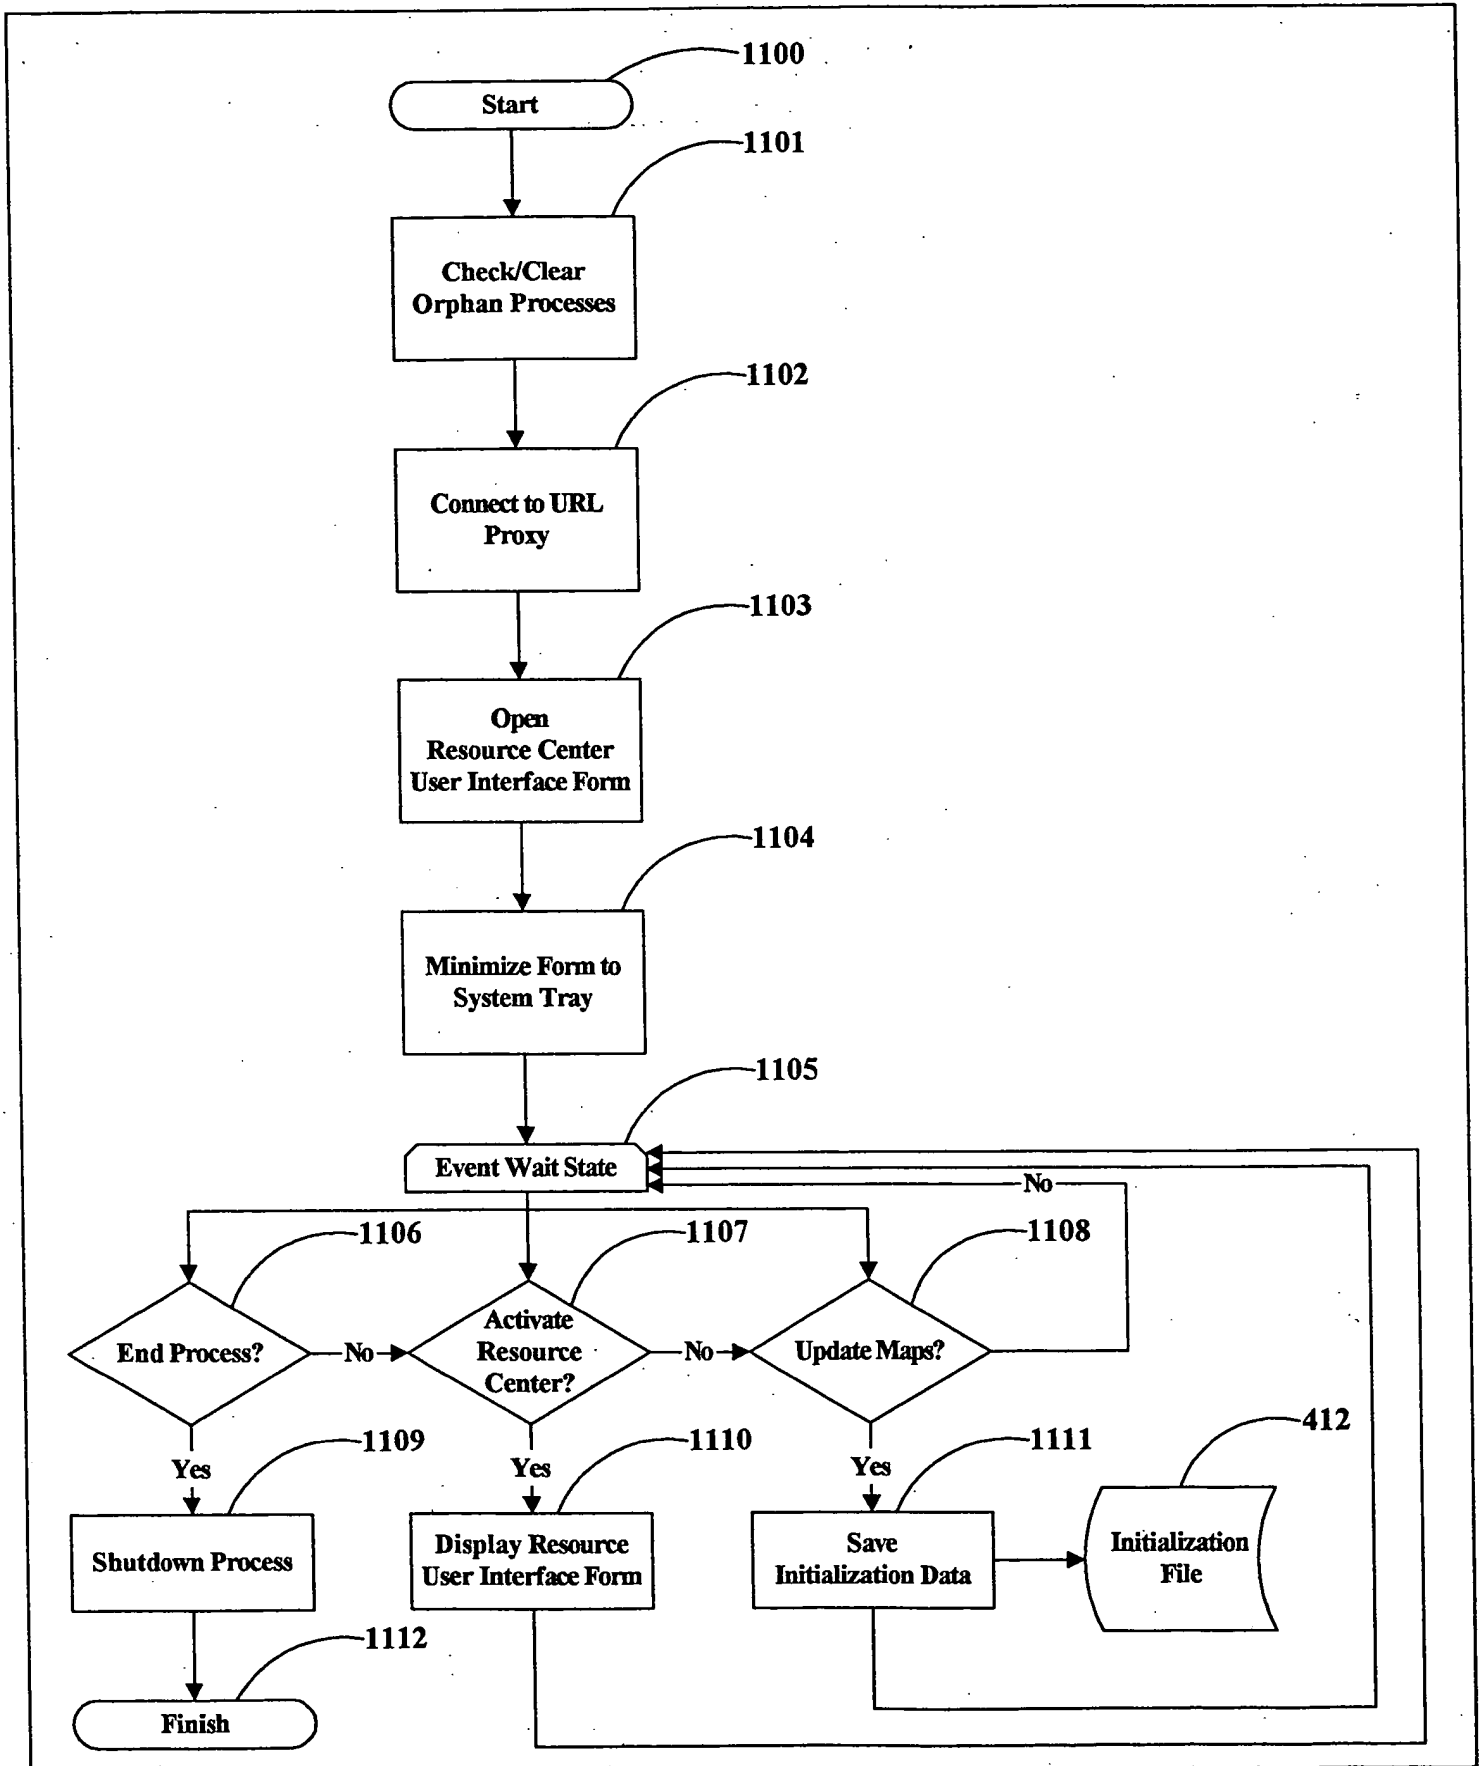 1100
Start
1101
Check/Clear
Orphan Processes
1102
Connect to URL
Proxy
1103
Open
Resource Center
User Interface Form
1104
Minimize Form to
System Tray
1105
Event Wait State
No
1106
1107
1108
End Process?
No
Activate
Resource
Center?
No
Update Maps?
1109
Yes
1110
Yes
1111
Yes
412
Shutdown Process
Display Resource
User Interface Form
Save
Initialization Data
Initialization
File
1112
Finish